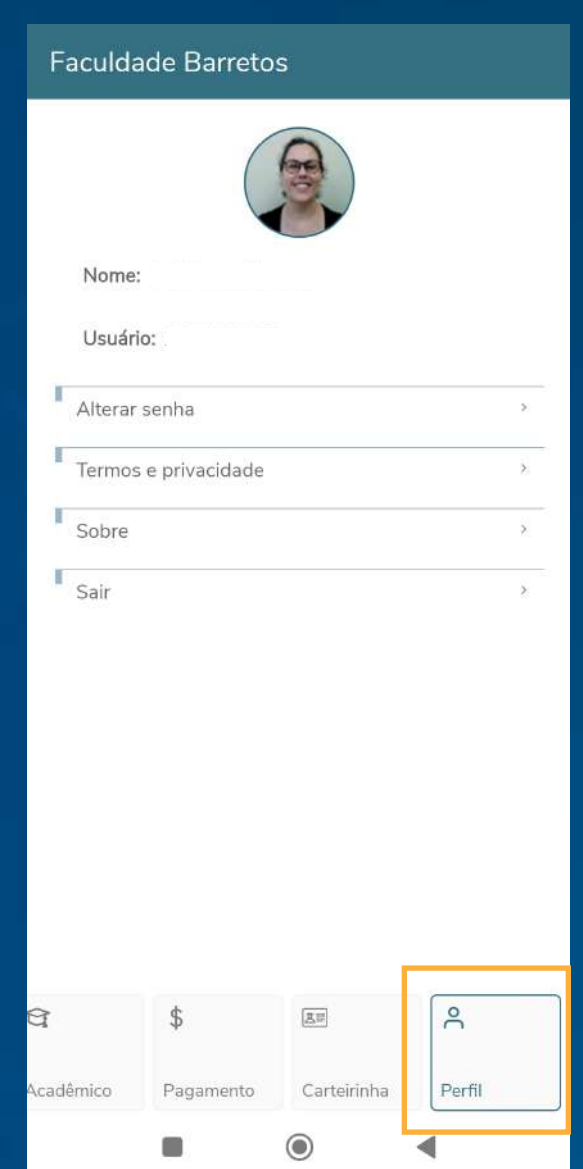 Faculdade Barretos
Nome:
Usuário:
Alterar senha
Termos e privacidade
Sobre
Sair
Acadêmico Pagamento Carteirinha Perfil